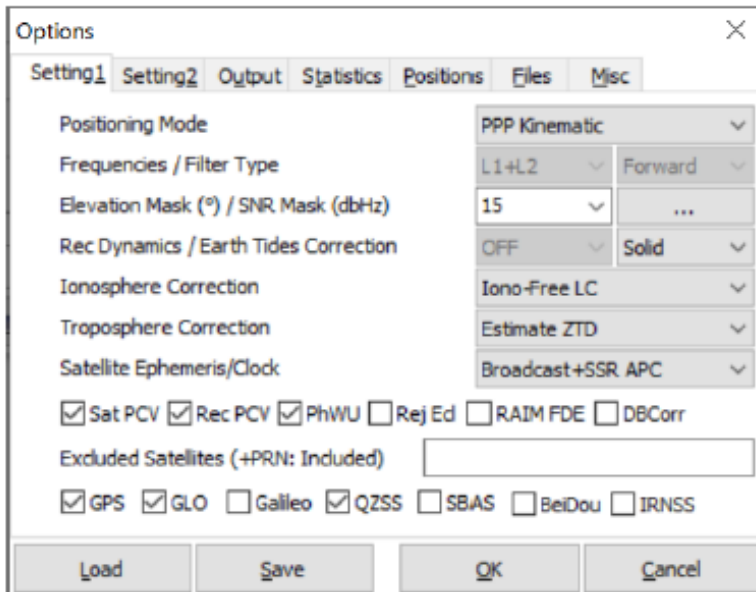 Options
Setting1 Setting2 Output Statistics Positions Files Misc
Positioning Mode PPP Kinematic
Frequencies / Filter Type L1+L2 Forward
Elevation Mask (°) / SNR Mask (dbHz) 15 ...
Rec Dynamics / Earth Tides Correction OFF Solid
Ionosphere Correction Iono-Free LC
Troposphere Correction Estimate ZTD
Satellite Ephemeris/Clock Broadcast+SSR APC
Sat PCV Rec PCV PhWU Rej Ed RAIM FDE DBCorr
Excluded Satellites (+PRN: Included)
GPS GLO Galileo QZSS SBAS BeiDou IRNSS
Load Save OK Cancel